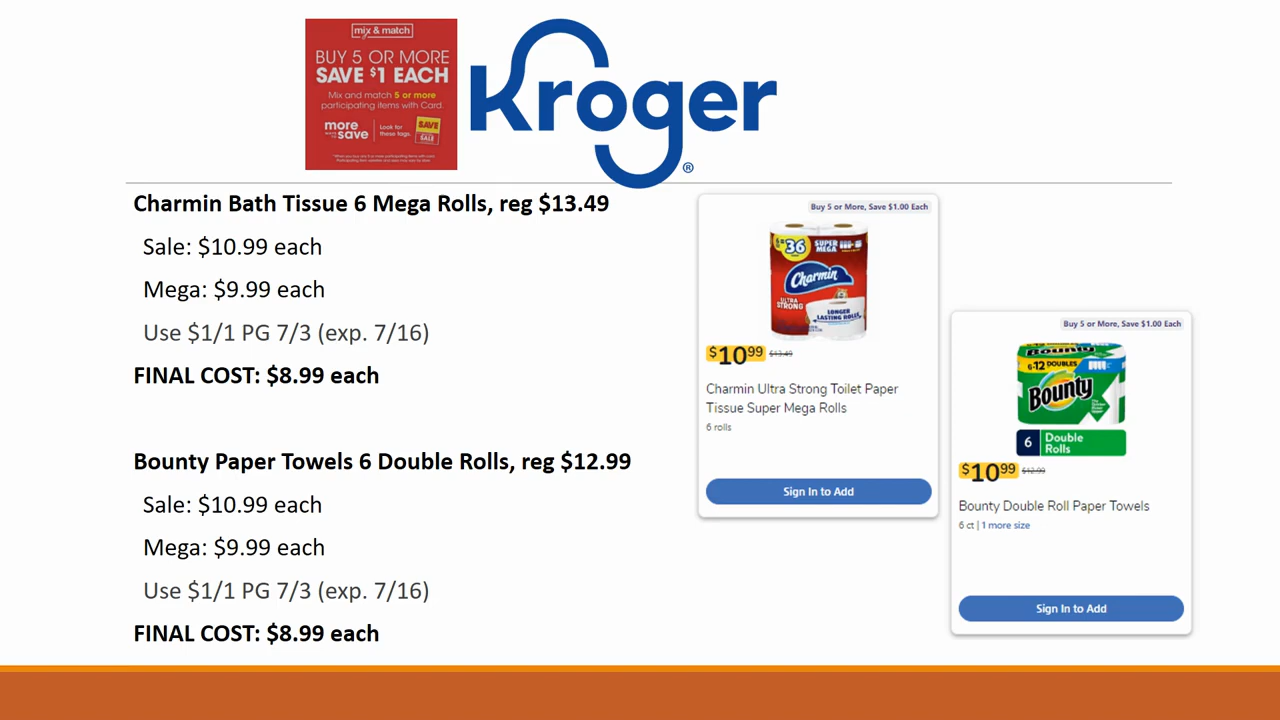 mix & match
BUY 5 OR MORE
SAVE $1 EACH
Mix and match 5 or more
participating items with Card.
more
save
Look for
these tags.
SAVE
SALE
Kroger
®
Charmin Bath Tissue 6 Mega Rolls, reg $13.49
Sale: $10.99 each
Mega: $9.99 each
Use $1/1 PG 7/3 (exp. 7/16)
FINAL COST: $8.99 each
Bounty Paper Towels 6 Double Rolls, reg $12.99
Sale: $10.99 each
Mega: $9.99 each
Use $1/1 PG 7/3 (exp. 7/16)
FINAL COST: $8.99 each
Buy 5 or More, Save $1.00 Each
36
SUPER
MEGA
Charmin
ULTRA
STRONG
LONGER
LASTING ROLLS
$10 99 $13.49
Charmin Ultra Strong Toilet Paper
Tissue Super Mega Rolls
6 rolls
Sign In to Add
Buy 5 or More, Save $1.00 Each
Bounty
6=12 DOUBLES
Bounty
6 Double
Rolls
$10 99 $12.99
Bounty Double Roll Paper Towels
6 ct | 1 more size
Sign In to Add